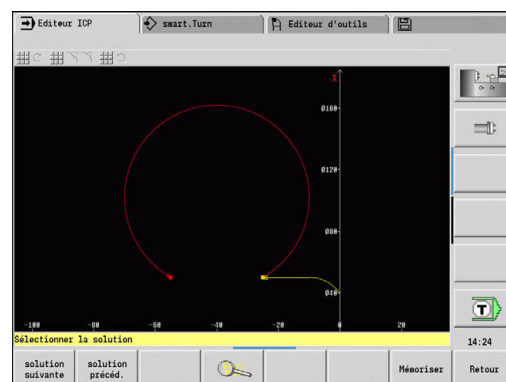 Editeur ICP
smart.Turn
Editeur d'outils
X
Ø160
Ø120
Ø80
Ø40
-100 -80 -60 -40 -20 0 20
Sélectionner la solution
14:24
T
solution suivante
solution précéd.
Mémoriser
Retour